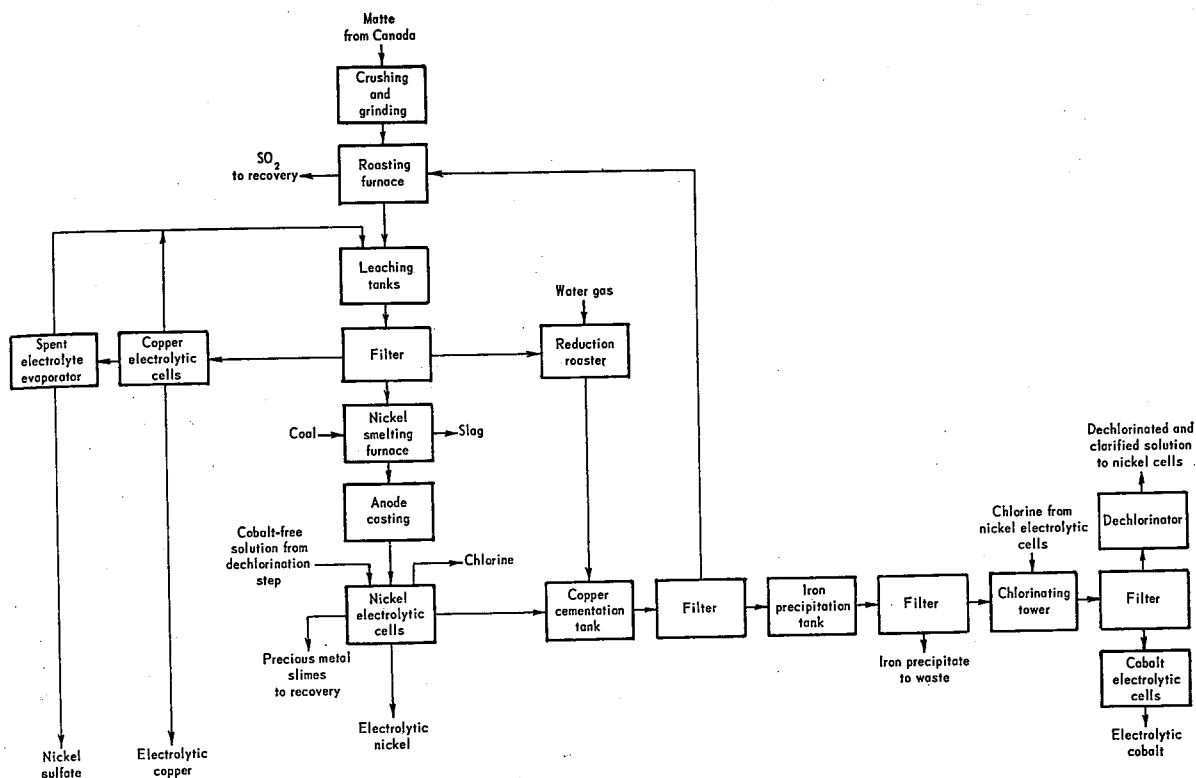 Matte
from Canada
Crushing
and
grinding
SO2
to recovery
Roasting
furnace
Leaching
tanks
Water gas
Spent
electrolyte
evaporator
Copper
electrolytic
cells
Filter
Reduction
roaster
Coal
Nickel
smelting
furnace
Slag
Anode
casting
Cobalt-free
solution from
dechlorination
step
Chlorine
Nickel
electrolytic
cells
Copper
cementation
tank
Filter
Iron
precipitation
tank
Filter
Chlorine from
nickel electrolytic
cells
Chlorinating
tower
Dechlorinated and
clarified solution
to nickel cells
Dechlorinator
Filter
Precious metal
slimes
to recovery
Iron precipitate
to waste
Cobalt
electrolytic
cells
Electrolytic
nickel
Electrolytic
cobalt
Nickel
sulfate
Electrolytic
copper